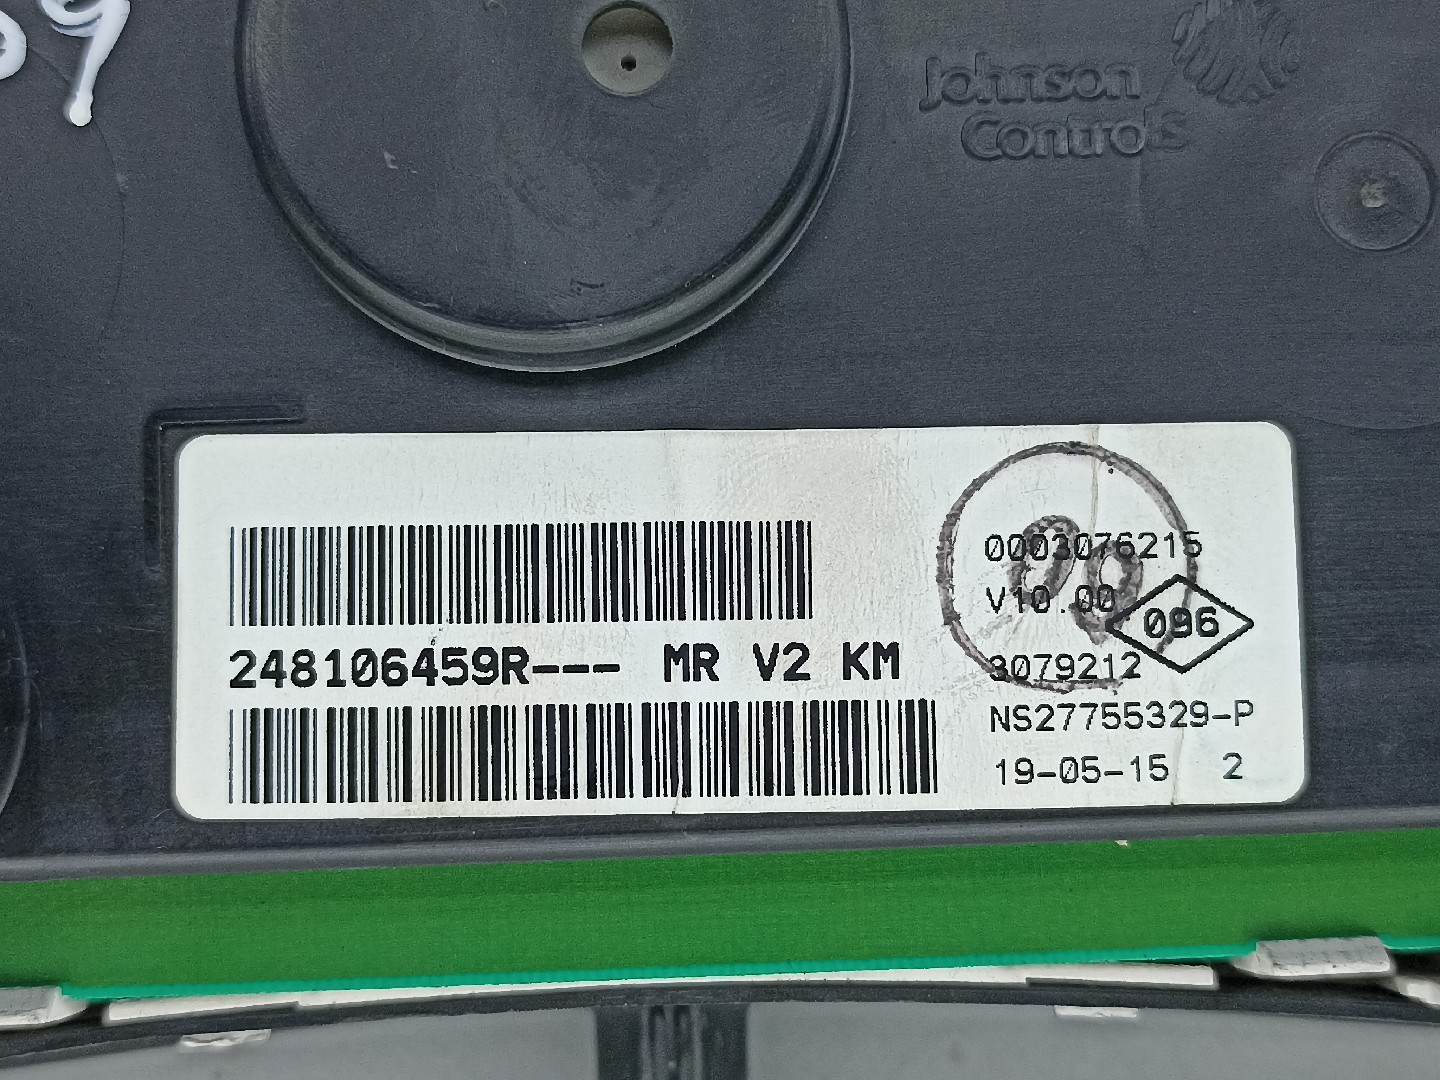 Johnson
Controls
0003076215
V10.00
096
248106459R--- MR V2 KM
3079212
NS27755329-P
19-05-15 2